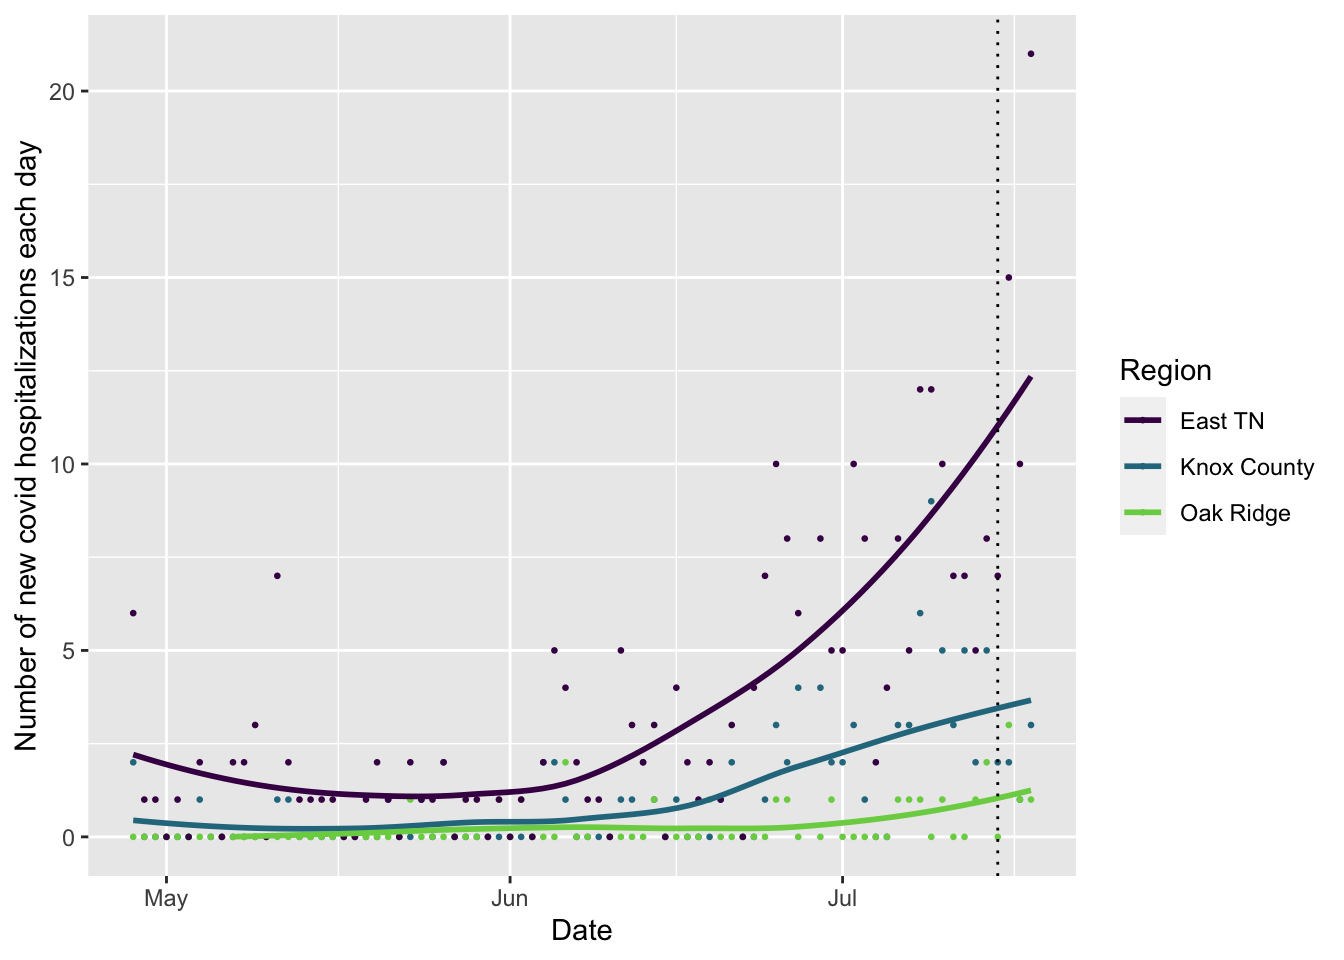 Number of new covid hospitalizations each day
20
15
10
5
0
May
Jun
Jul
Date
Region
East TN
Knox County
Oak Ridge